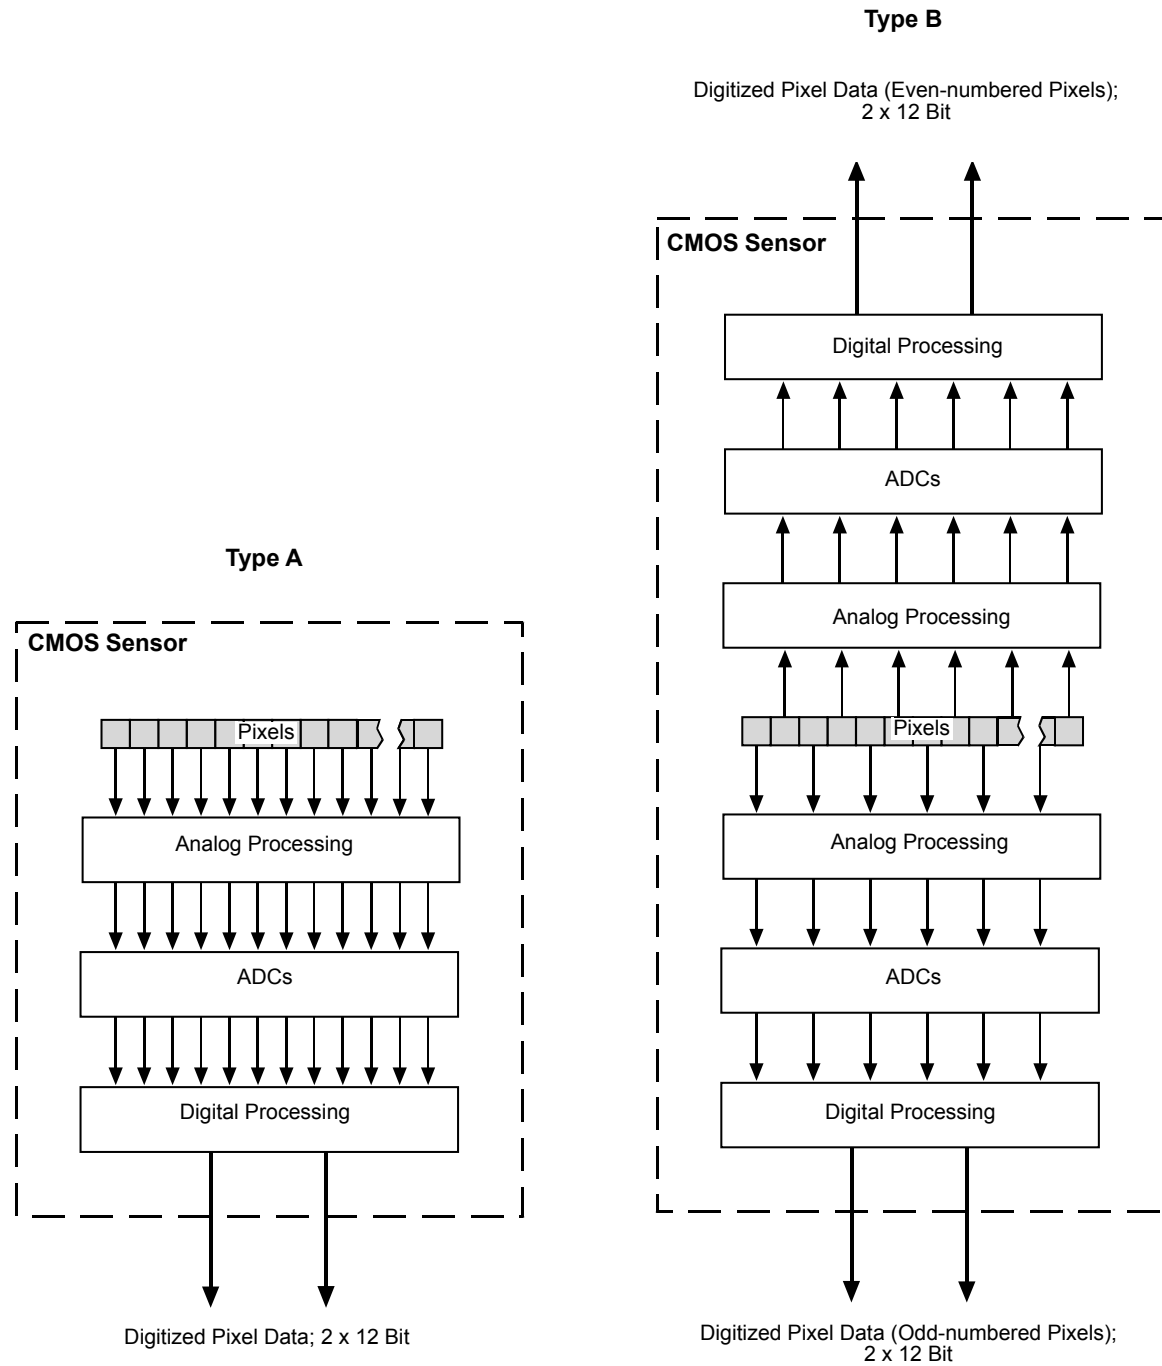 Type B
Digitized Pixel Data (Even-numbered Pixels);
2 x 12 Bit
CMOS Sensor
Digital Processing
ADCs
Analog Processing
Pixels
Analog Processing
ADCs
Digital Processing
Digitized Pixel Data (Odd-numbered Pixels);
2 x 12 Bit
Type A
CMOS Sensor
Pixels
Analog Processing
ADCs
Digital Processing
Digitized Pixel Data; 2 x 12 Bit